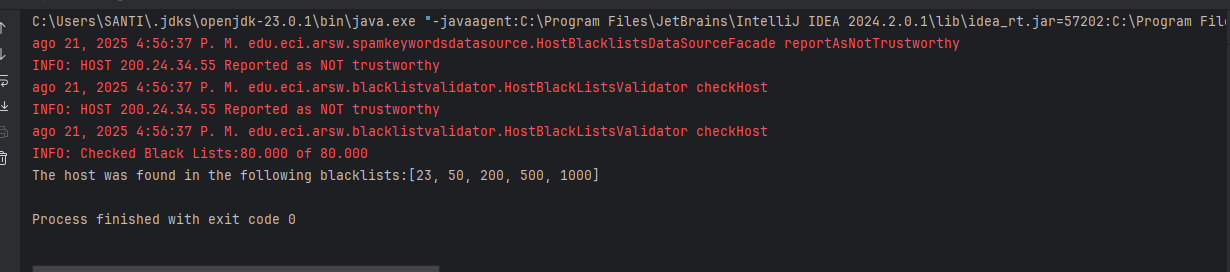 C:\Users\SANTI\.jdks\openjdk-23.0.1\bin\java.exe "-javaagent:C:\Program Files\JetBrains\IntelliJ IDEA 2024.2.0.1\lib\idea_rt.jar=57202:C:\Program File
ago 21, 2025 4:56:37 P. M. edu.eci.arsw.spamkeywordsdatasource.HostBlacklistsDataSourceFacade reportAsNotTrustworthy
INFO: HOST 200.24.34.55 Reported as NOT trustworthy
ago 21, 2025 4:56:37 P. M. edu.eci.arsw.blacklistvalidator.HostBlackListsValidator checkHost
INFO: HOST 200.24.34.55 Reported as NOT trustworthy
ago 21, 2025 4:56:37 P. M. edu.eci.arsw.blacklistvalidator.HostBlackListsValidator checkHost
INFO: Checked Black Lists:80.000 of 80.000
The host was found in the following blacklists:[23, 50, 200, 500, 1000]
Process finished with exit code 0